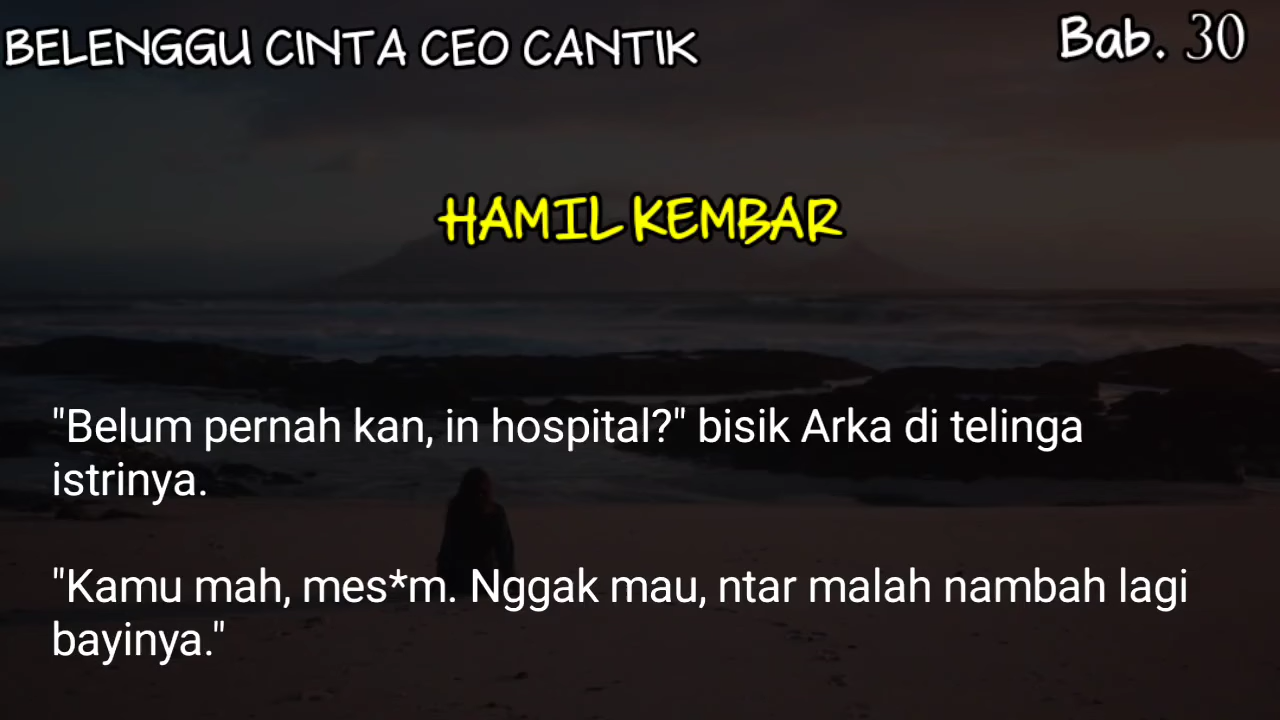 BELENGGU CINTA CEO CANTIK
Bab. 30
HAMIL KEMBAR
"Belum pernah kan, in hospital?" bisik Arka di telinga
istrinya.
"Kamu mah, mes*m. Nggak mau, ntar malah nambah lagi
bayinya."